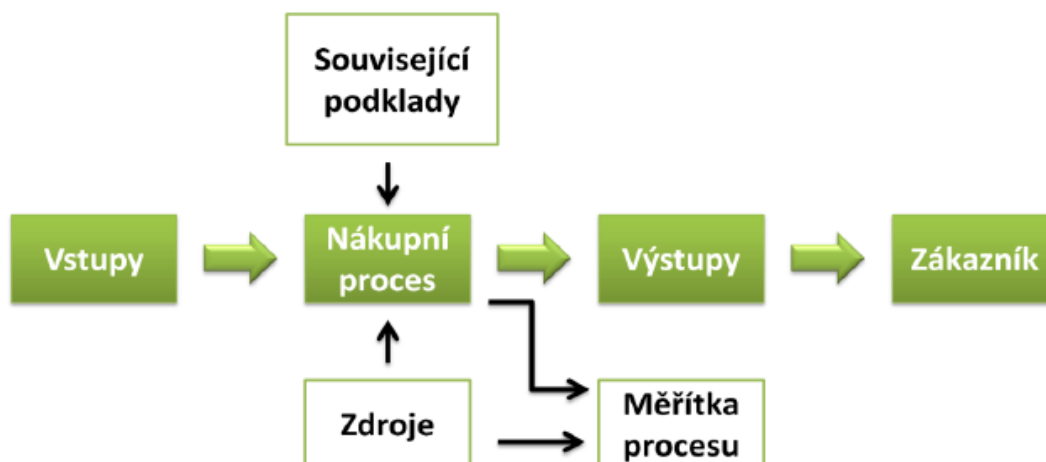 Související
podklady
Vstupy
Nákupní
proces
Výstupy
Zákazník
Zdroje
Měřítka
procesu